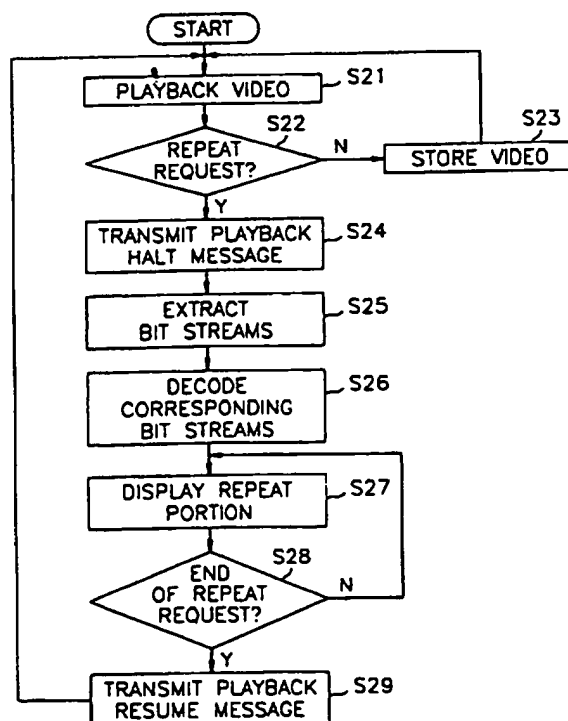 START
PLAYBACK VIDEO
S21
S22
REPEAT
REQUEST?
N
S23
STORE VIDEO
Y
TRANSMIT PLAYBACK
HALT MESSAGE
S24
EXTRACT
BIT STREAMS
S25
DECODE
CORRESPONDING
BIT STREAMS
S26
DISPLAY REPEAT
PORTION
S27
S28
END
OF REPEAT
REQUEST?
N
Y
TRANSMIT PLAYBACK
RESUME MESSAGE
S29